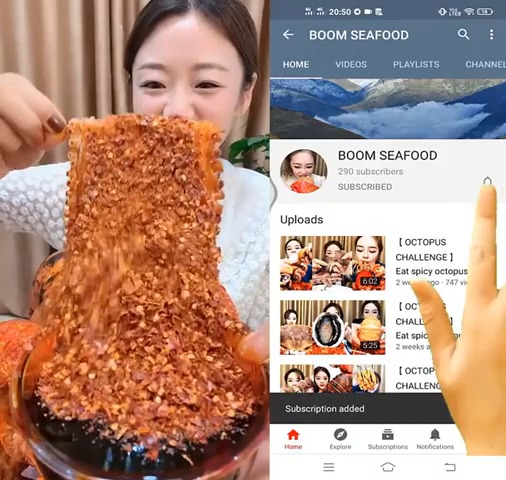 20:50
BOOM SEAFOOD
HOME VIDEOS PLAYLISTS CHANNEL
BOOM SEAFOOD
290 subscribers
SUBSCRIBED
Uploads
【 OCTOPUS
CHALLENGE 】
Eat spicy octopus
2 weeks ago · 747 vi
6:02
【 OC
CHALL
Eat spi
2 weeks a
5:25
【 OCTOP
CHALLENG
Subscription added
Home Explore Subscriptions Notifications